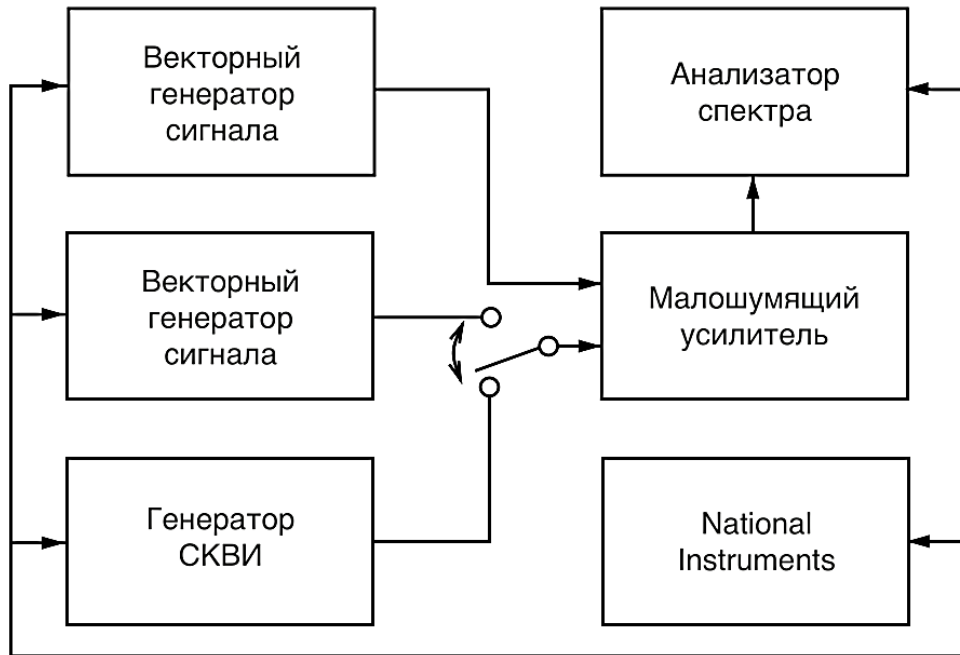 Векторный
генератор
сигнала
Анализатор
спектра
Векторный
генератор
сигнала
Малошумящий
усилитель
Генератор
СКВИ
National
Instruments